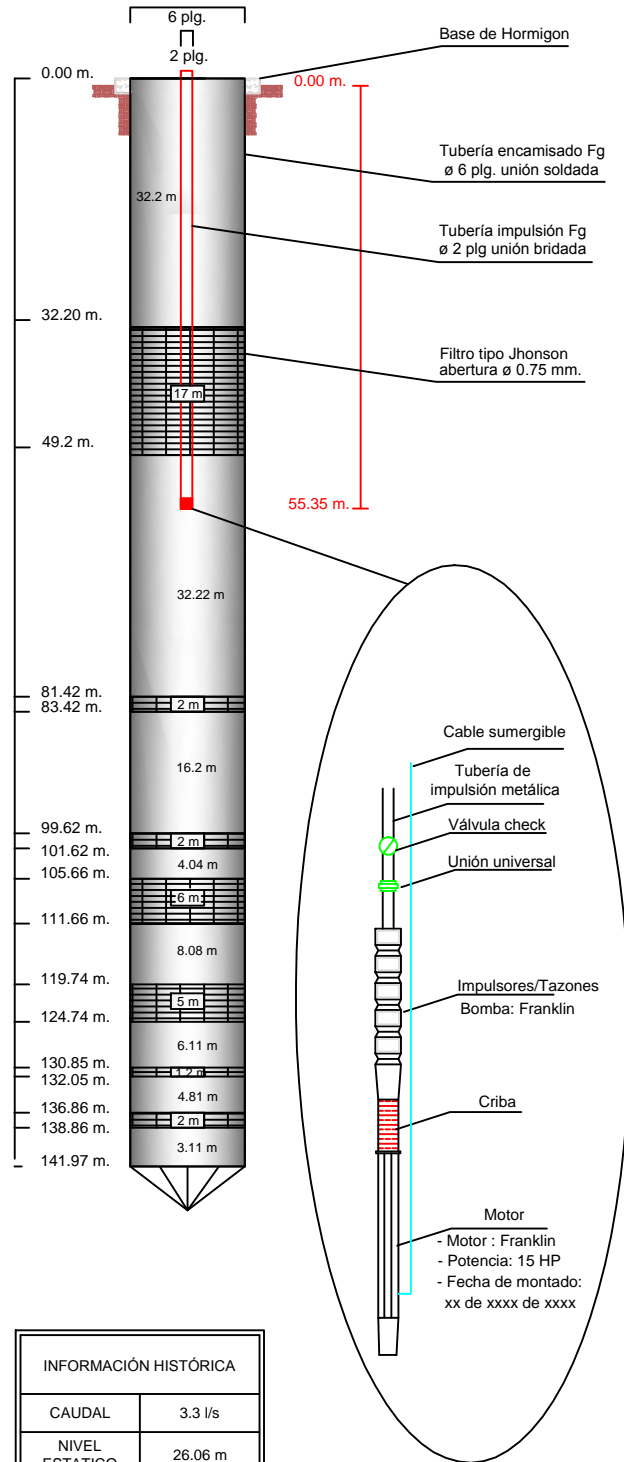 6 plg.
2 plg.
0.00 m.
0.00 m.
Base de Hormigon
Tubería encamisado Fg
ø 6 plg. unión soldada
32.2 m
Tubería impulsión Fg
ø 2 plg unión bridada
32.20 m.
Filtro tipo Jhonson
abertura ø 0.75 mm.
17 m
49.2 m.
55.35 m.
32.22 m
81.42 m.
2 m
83.42 m.
16.2 m
99.62 m.
2 m
101.62 m.
4.04 m
105.66 m.
6 m
111.66 m.
8.08 m
119.74 m.
5 m
124.74 m.
6.11 m
130.85 m.
1.2 m
132.05 m.
4.81 m
136.86 m.
2 m
138.86 m.
3.11 m
141.97 m.
Cable sumergible
Tubería de
impulsión metálica
Válvula check
Unión universal
Impulsores/Tazones
Bomba: Franklin
Criba
Motor
- Motor : Franklin
- Potencia: 15 HP
- Fecha de montado:
xx de xxxx de xxxx
INFORMACIÓN HISTÓRICA
CAUDAL 3.3 l/s
NIVEL
ESTATICO 26.06 m